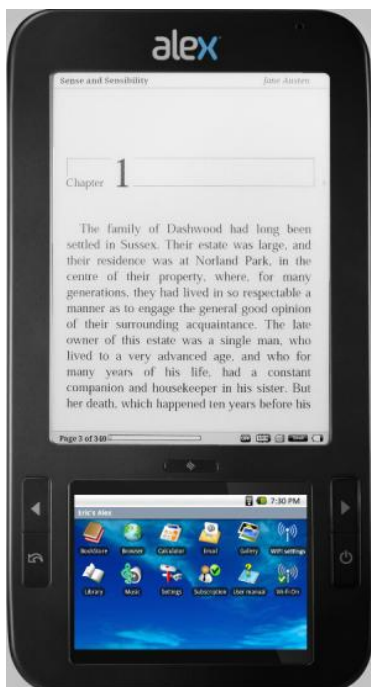 alex
Sense and Sensibility Jane Austen
Chapter 1
The family of Dashwood had long been
settled in Sussex. Their estate was large, and
their residence was at Norland Park, in the
centre of their property, where, for many
generations, they had lived in so respectable a
manner as to engage the general good opinion
of their surrounding acquaintance. The late
owner of this estate was a single man, who
lived to a very advanced age, and who for
many years of his life, had a constant
companion and housekeeper in his sister. But
her death, which happened ten years before his
Page 3 of 340
7:30 PM
Eric's Alex
BookStore Browser Calculator Email Gallery WiFi settings
Library Music Settings Subscription User manual Wi-Fi On